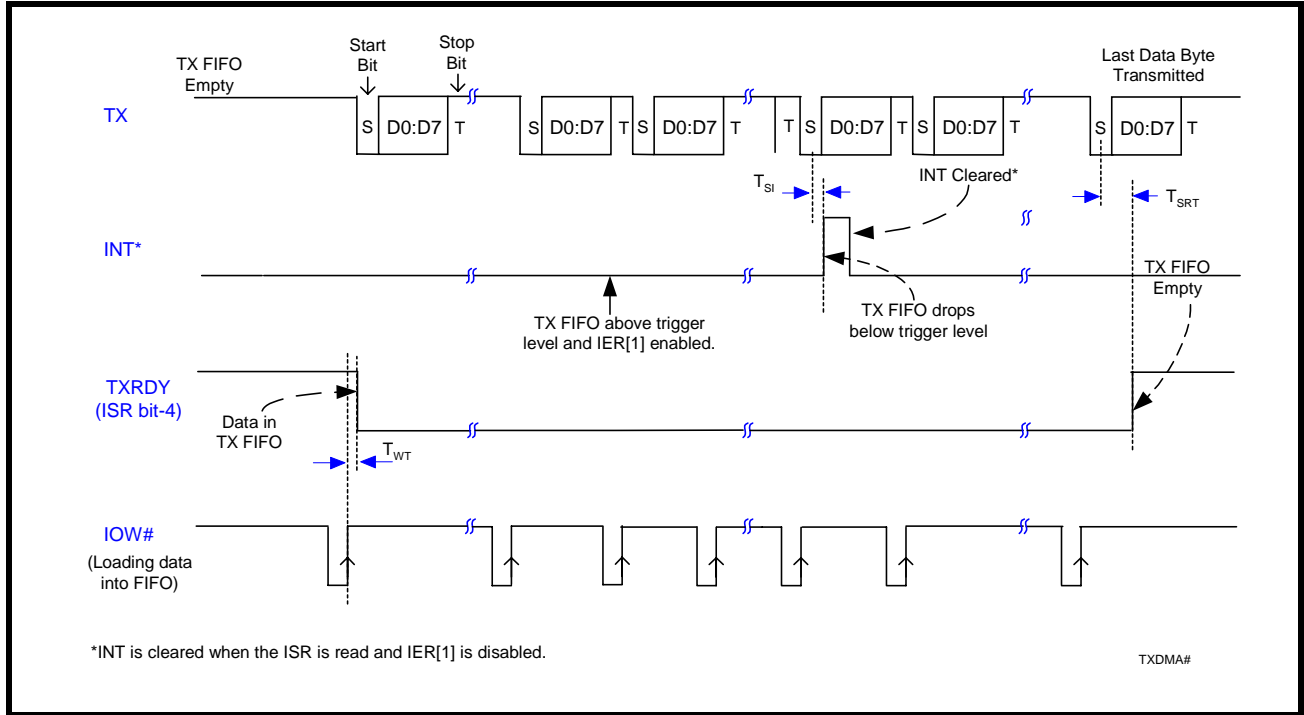 Start
Bit
Stop
Bit
TX FIFO
Empty
Last Data Byte
Transmitted
TX
S D0:D7 T S D0:D7 T S D0:D7 T T S D0:D7 T S D0:D7 T S D0:D7 T
TSI
INT Cleared*
TSRT
INT*
TX FIFO above trigger
level and IER[1] enabled.
TX FIFO drops
below trigger level
TX FIFO
Empty
TXRDY
(ISR bit-4)
Data in
TX FIFO
TWT
IOW#
(Loading data
into FIFO)
*INT is cleared when the ISR is read and IER[1] is disabled.
TXDMA#